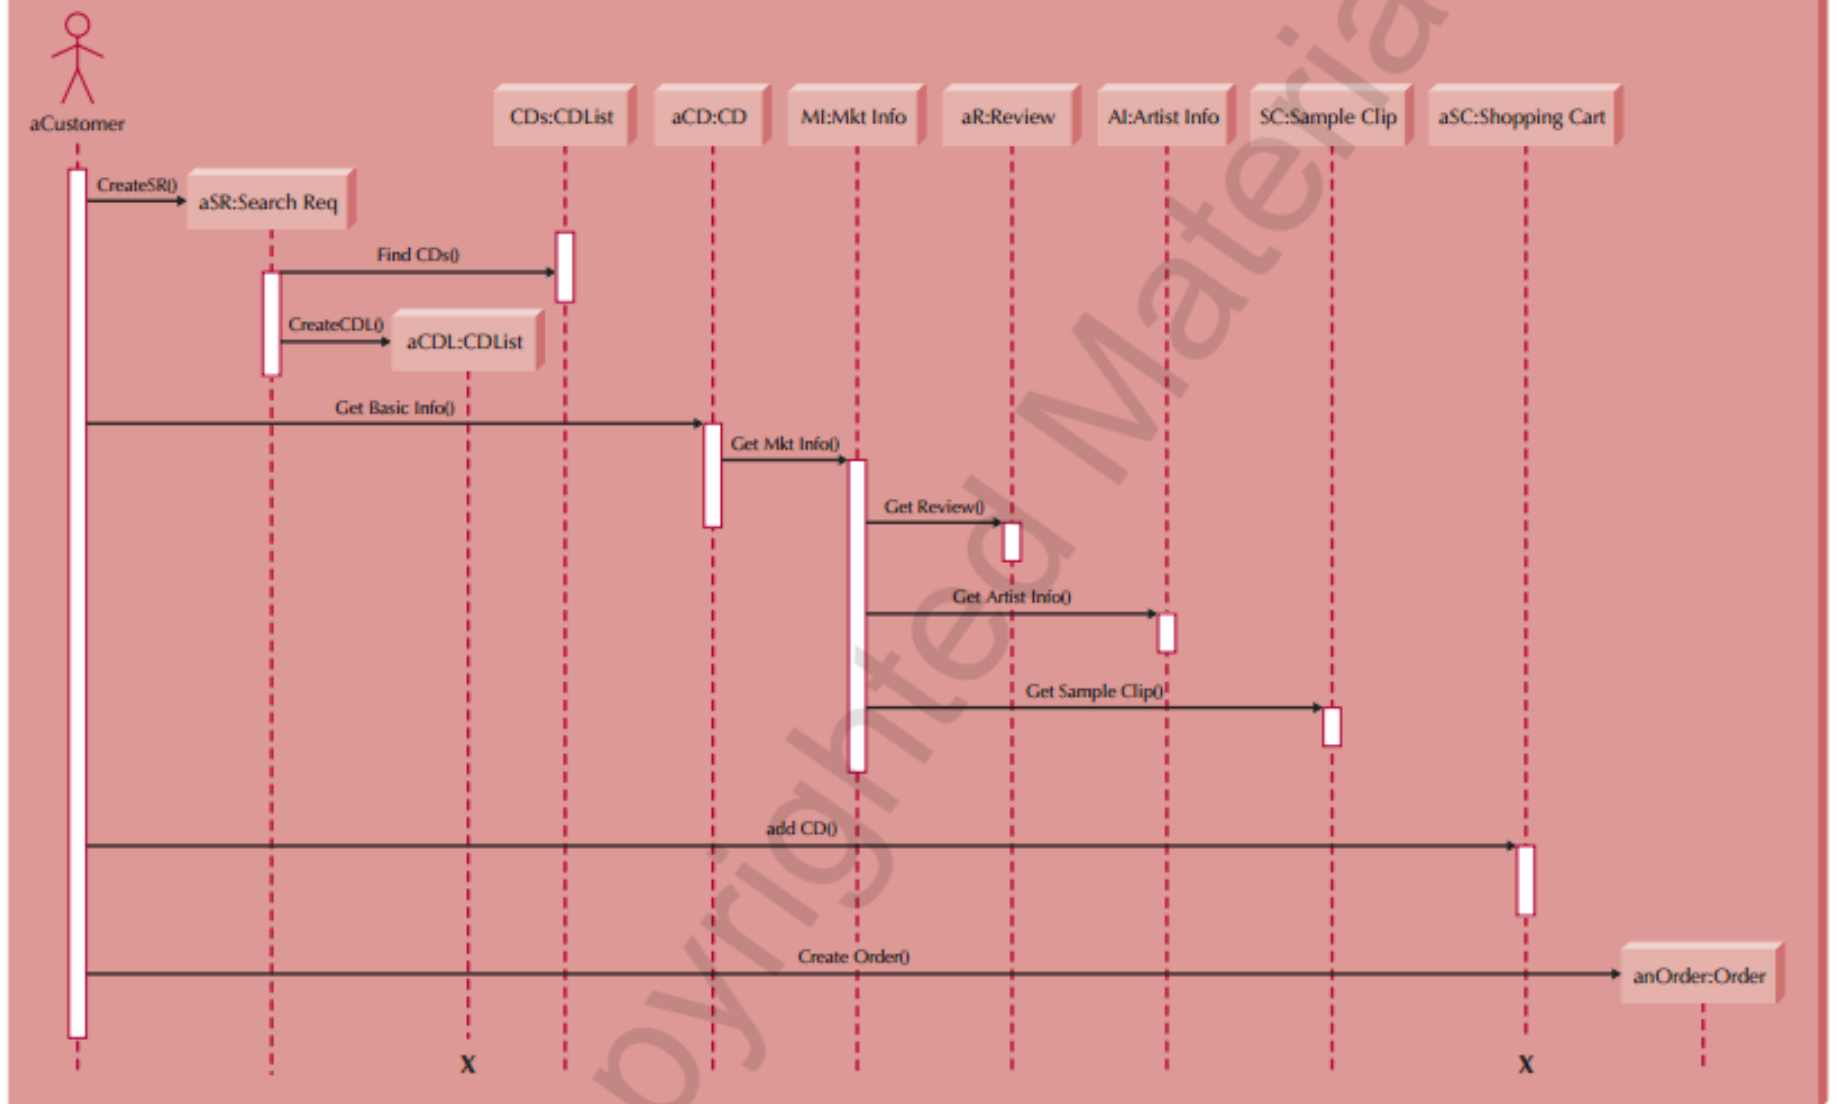 aCustomer
CDs:CDList
aCD:CD
MI:Mkt Info
aR:Review
AI:Artist Info
SC:Sample Clip
aSC:Shopping Cart
CreateSR()
aSR:Search Req
Find CDs()
CreateCDL()
aCDL:CDList
Get Basic Info()
Get Mkt Info()
Get Review()
Get Artist Info()
Get Sample Clip()
add CD()
Create Order()
anOrder:Order
X
X
pyrighted Materia